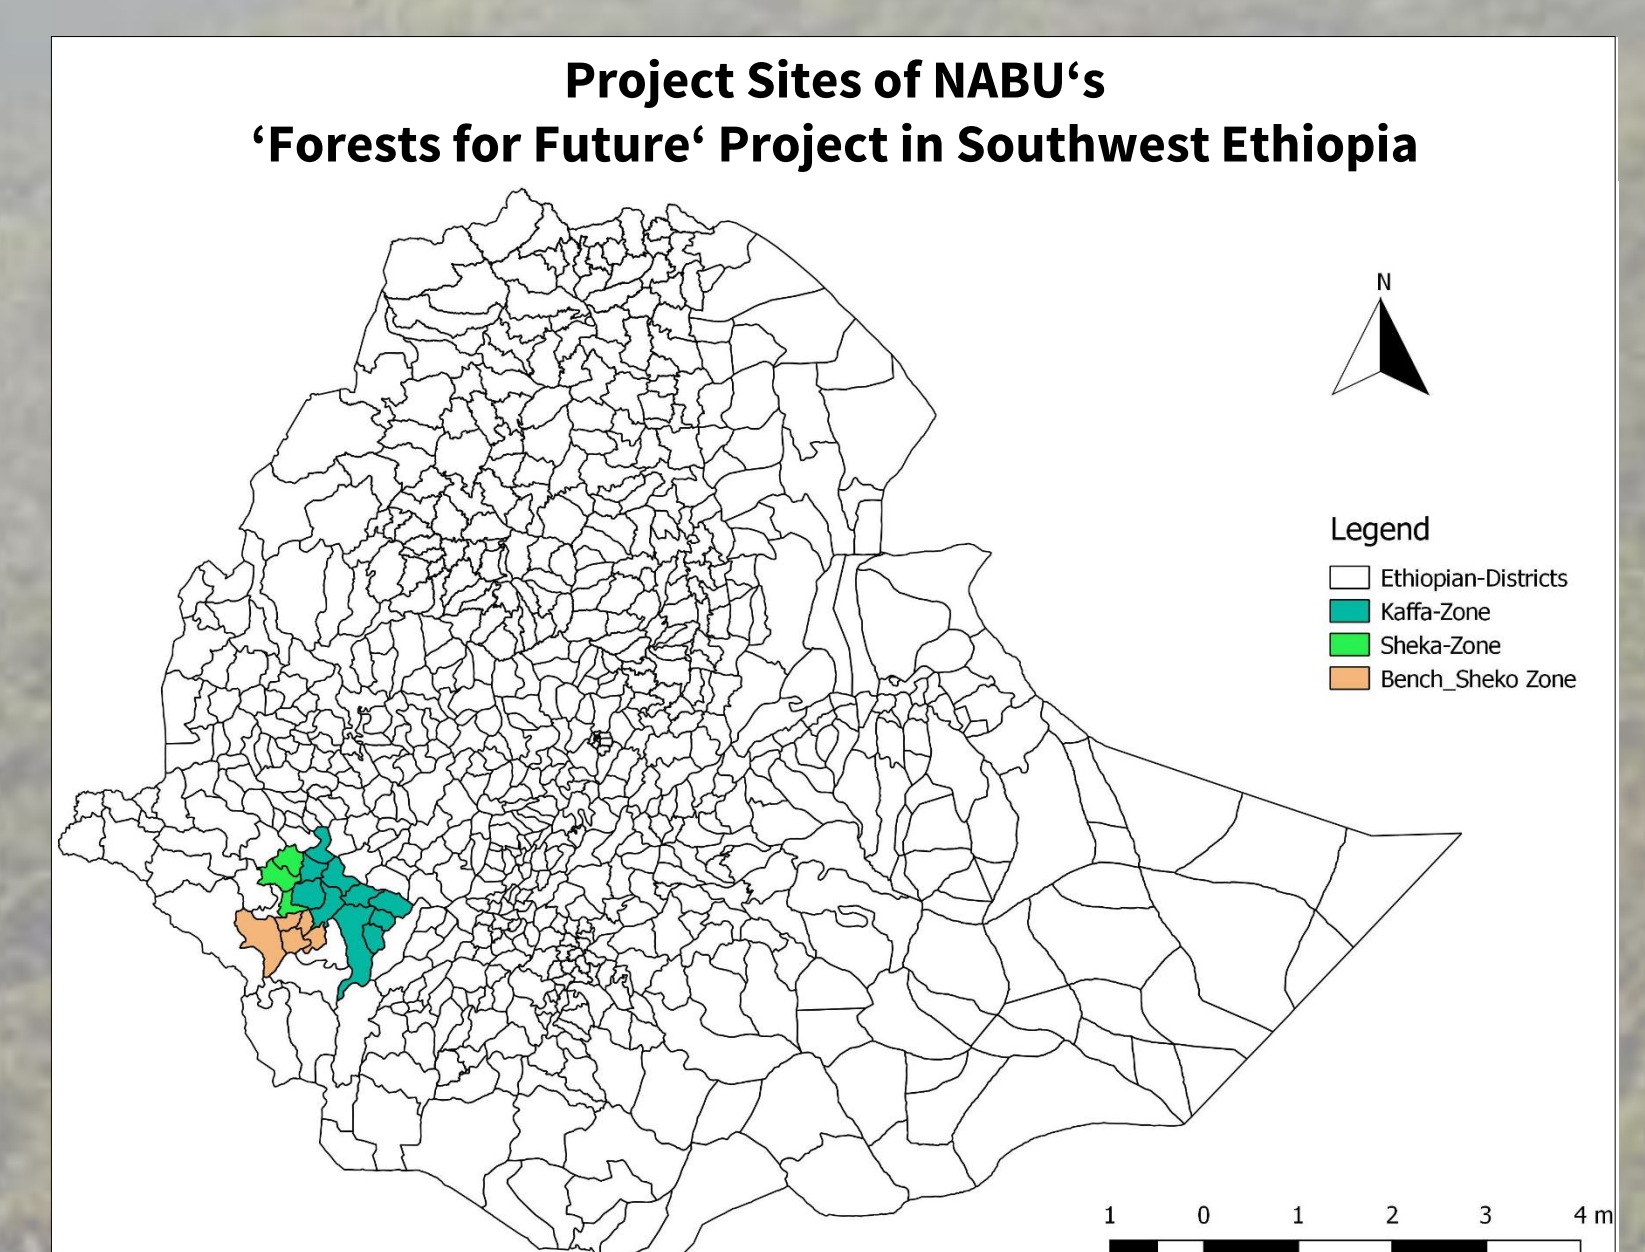 Project Sites of NABU‘s
‘Forests for Future‘ Project in Southwest Ethiopia
N
Legend
Ethiopian-Districts
Kaffa-Zone
Sheka-Zone
Bench_Sheko Zone
1 0 1 2 3 4 m